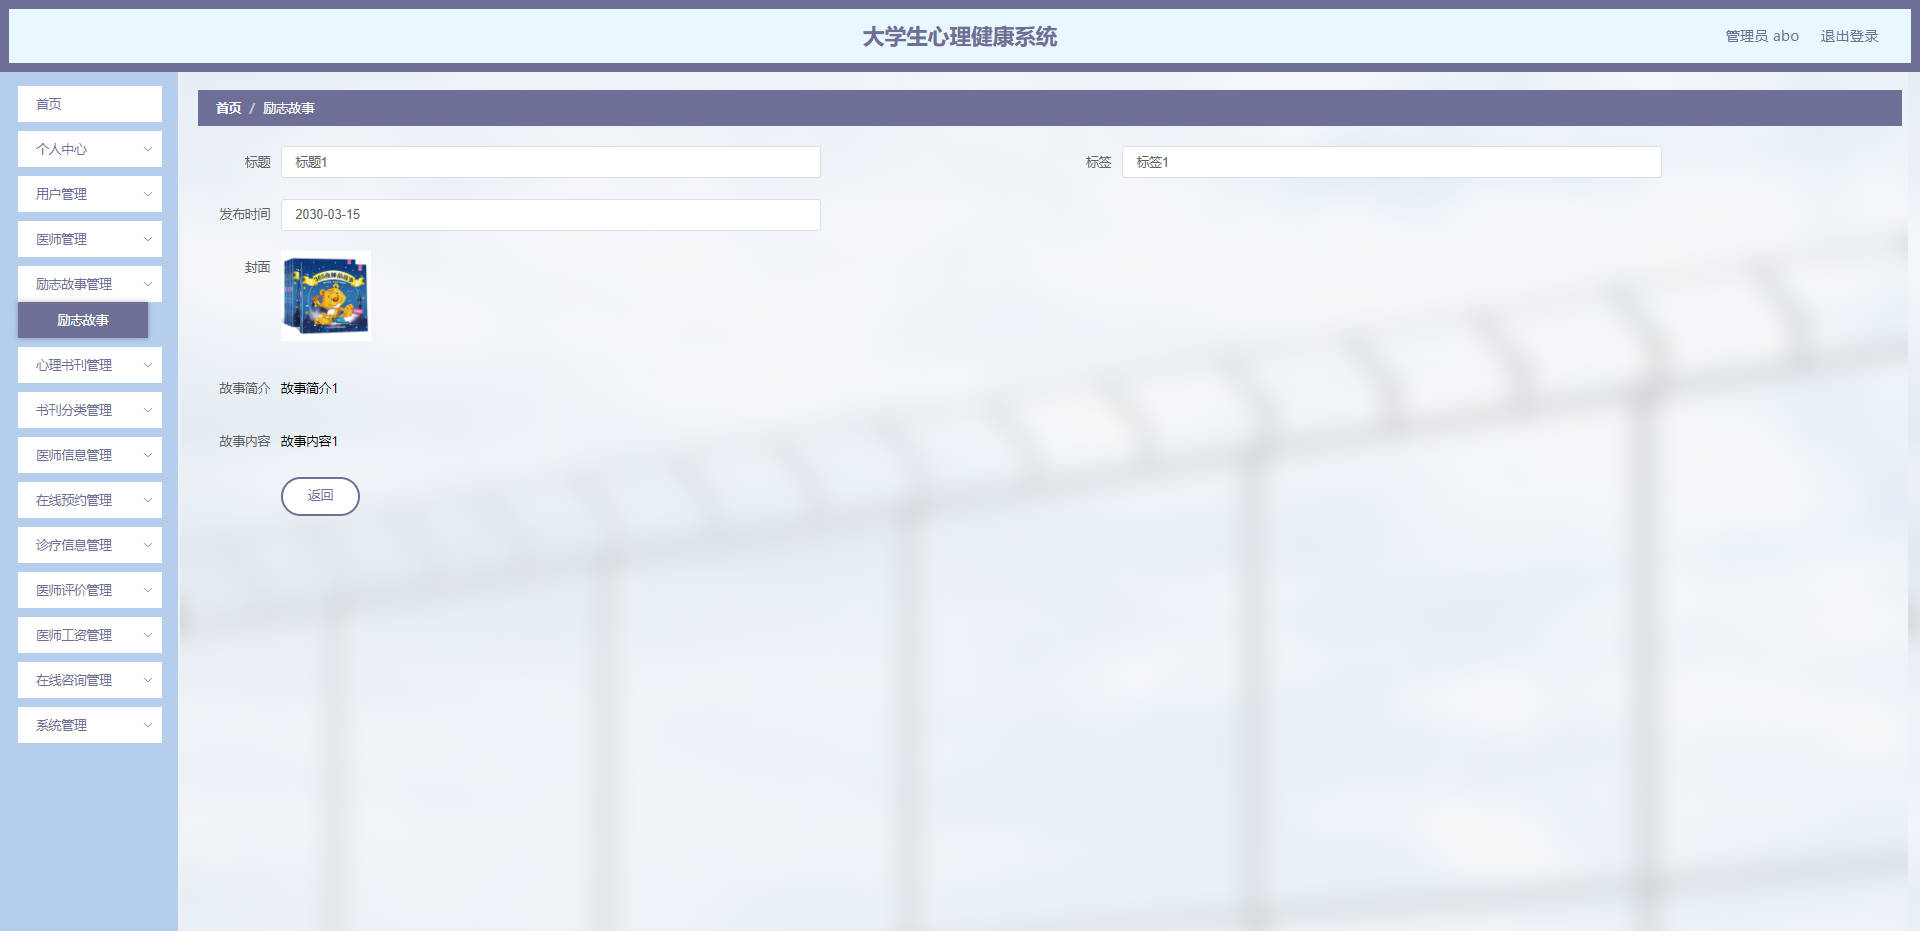 大学生心理健康系统
管理员 abo 退出登录
首页
个人中心
用户管理
医师管理
励志故事管理
励志故事
心理书刊管理
书刊分类管理
医师信息管理
在线预约管理
诊疗信息管理
医师评价管理
医师工资管理
在线咨询管理
系统管理
首页 / 励志故事
标题 标题1 标签 标签1
发布时间 2030-03-15
封面
故事简介 故事简介1
故事内容 故事内容1
返回